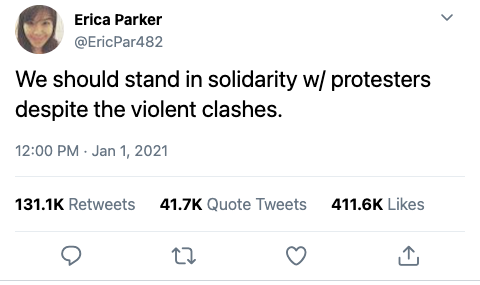 Erica Parker
@EricPar482
We should stand in solidarity w/ protesters
despite the violent clashes.
12:00 PM · Jan 1, 2021
131.1K Retweets 41.7K Quote Tweets 411.6K Likes